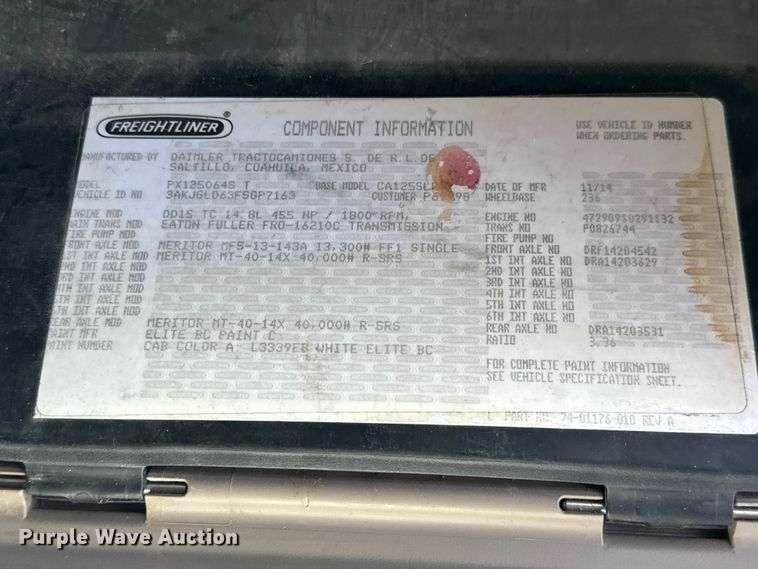 FREIGHTLINER ®
COMPONENT INFORMATION
USE VEHICLE ID NUMBER
WHEN ORDERING PARTS.
MANUFACTURED BY DAIMLER TRACTOCAMIONES S. DE R.L. DE
SALTILLO, COAHUILA, MEXICO
MODEL PX125064S T BASE MODEL DATE OF MFR 11/14
VEHICLE ID NO 3AKJGLD63FSGP7163 CUSTOMER WHEELBASE 236
ENGINE MOD DD15 TC 14.8L 455 HP / 1800 RPM, ENGINE NO 472909S0291132
MAIN TRANS MOD EATON FULLER FRO-16210C TRANSMISSION TRANS NO P0826744
FIRE PUMP MOD FIRE PUMP NO
FRONT AXLE MOD MERITOR MFS-13-143A 13,300# FF1 SINGLE FRONT AXLE NO DRF14204542
1ST INT AXLE MOD MERITOR MT-40-14X 40,000# R-SRS 1ST INT AXLE NO DRA14203629
2ND INT AXLE MOD 2ND INT AXLE NO
3RD INT AXLE MOD 3RD INT AXLE NO
4TH INT AXLE MOD 4TH INT AXLE NO
5TH INT AXLE MOD 5TH INT AXLE NO
6TH INT AXLE MOD 6TH INT AXLE NO
REAR AXLE MOD MERITOR MT-40-14X 40,000# R-SRS REAR AXLE NO DRA14203531
PAINT MFR ELITE BC PAINT C RATIO 3.36
PAINT NUMBER CAB COLOR A: L3339EB WHITE ELITE BC
FOR COMPLETE PAINT INFORMATION
SEE VEHICLE SPECIFICATION SHEET.
PART NO. 24-01176-010 REV A
Purple Wave Auction